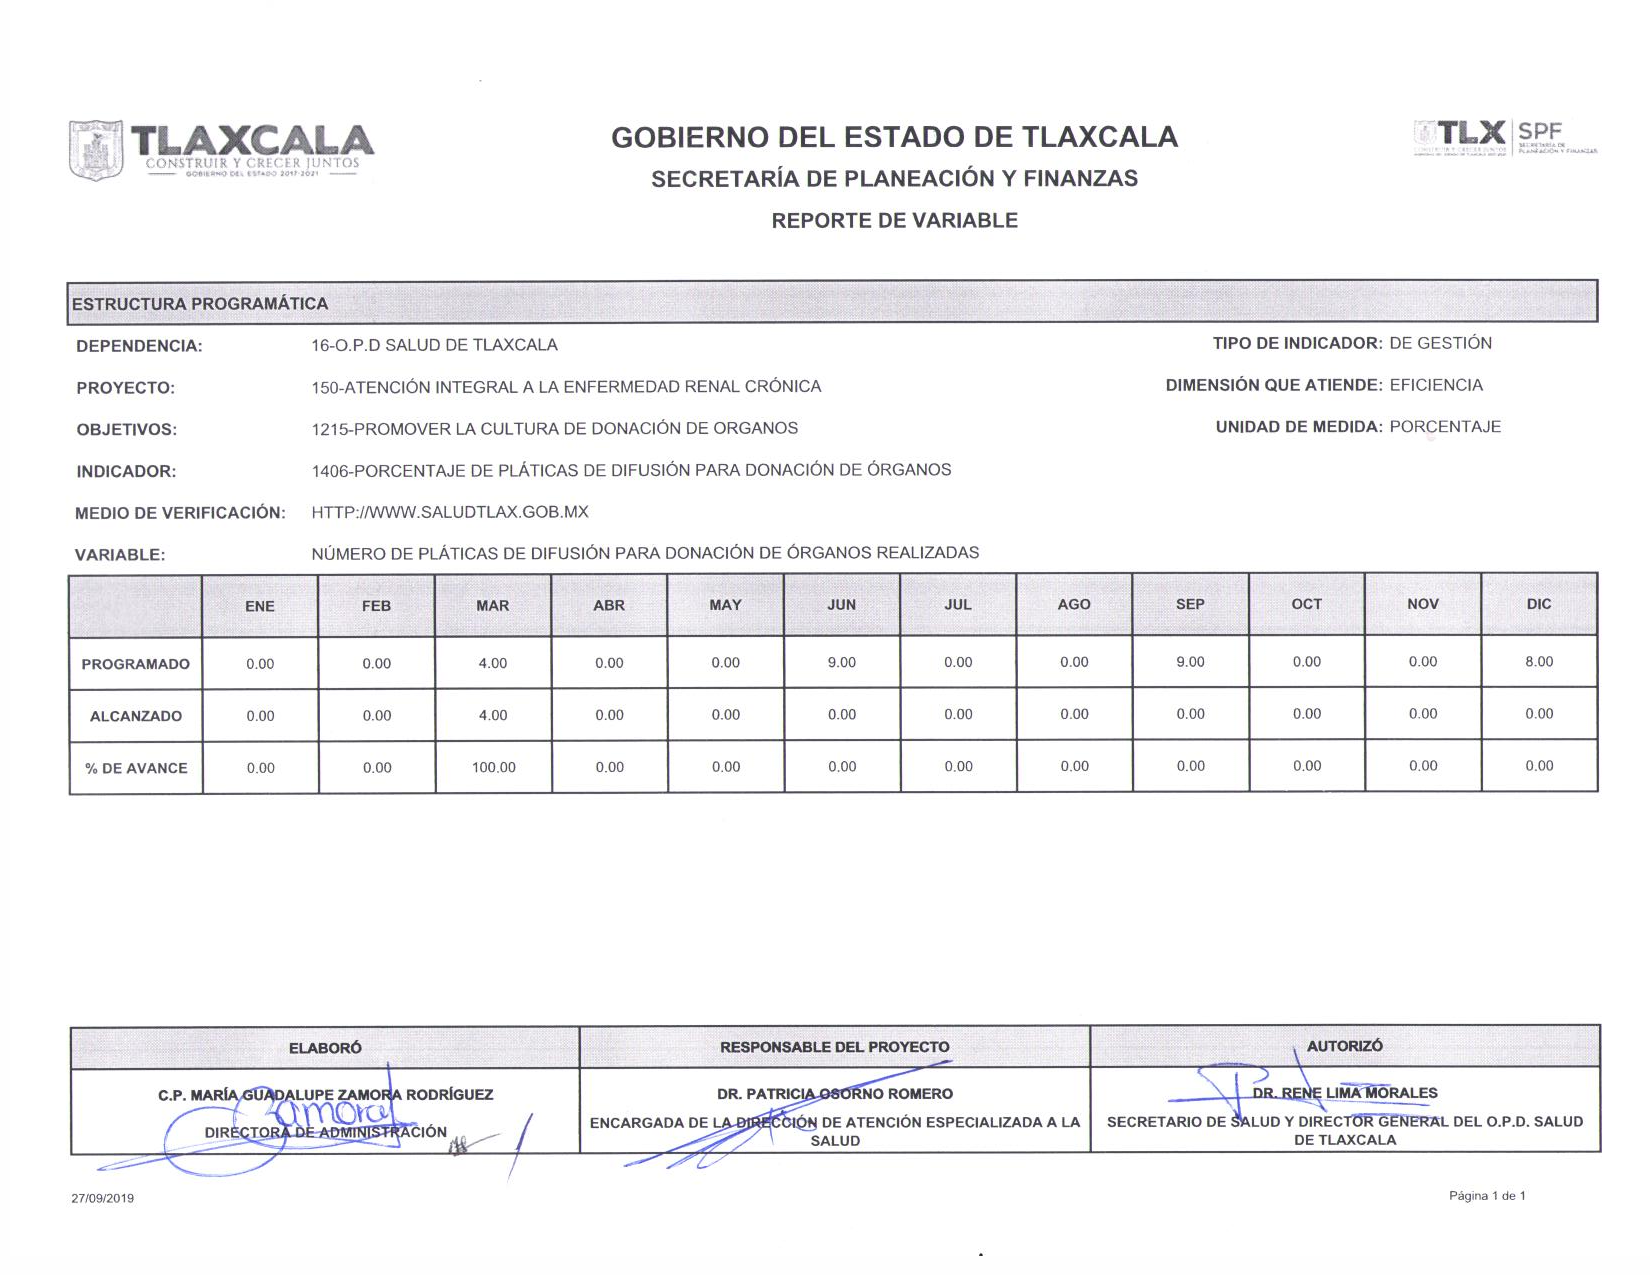 TLAXCALA
CONSTRUIR Y CRECER JUNTOS
GOBIERNO DEL ESTADO 2017-2021
GOBIERNO DEL ESTADO DE TLAXCALA
SECRETARÍA DE PLANEACIÓN Y FINANZAS
REPORTE DE VARIABLE
TLX SPF
SECRETARÍA DE
PLANEACIÓN Y FINANZAS
ESTRUCTURA PROGRAMÁTICA
DEPENDENCIA: 16-O.P.D SALUD DE TLAXCALA TIPO DE INDICADOR: DE GESTIÓN
PROYECTO: 150-ATENCIÓN INTEGRAL A LA ENFERMEDAD RENAL CRÓNICA DIMENSIÓN QUE ATIENDE: EFICIENCIA
OBJETIVOS: 1215-PROMOVER LA CULTURA DE DONACIÓN DE ORGANOS UNIDAD DE MEDIDA: PORCENTAJE
INDICADOR: 1406-PORCENTAJE DE PLÁTICAS DE DIFUSIÓN PARA DONACIÓN DE ÓRGANOS
MEDIO DE VERIFICACIÓN: HTTP://WWW.SALUDTLAX.GOB.MX
VARIABLE: NÚMERO DE PLÁTICAS DE DIFUSIÓN PARA DONACIÓN DE ÓRGANOS REALIZADAS
ENE FEB MAR ABR MAY JUN JUL AGO SEP OCT NOV DIC
PROGRAMADO 0.00 0.00 4.00 0.00 0.00 9.00 0.00 0.00 9.00 0.00 0.00 8.00
ALCANZADO 0.00 0.00 4.00 0.00 0.00 0.00 0.00 0.00 0.00 0.00 0.00 0.00
% DE AVANCE 0.00 0.00 100.00 0.00 0.00 0.00 0.00 0.00 0.00 0.00 0.00 0.00
ELABORÓ RESPONSABLE DEL PROYECTO AUTORIZÓ
C.P. MARÍA GUADALUPE ZAMORA RODRÍGUEZ DR. PATRICIA OSORNO ROMERO DR. RENE LIMA MORALES
DIRECTORA DE ADMINISTRACIÓN ENCARGADA DE LA DIRECCIÓN DE ATENCIÓN ESPECIALIZADA A LA SECRETARIO DE SALUD Y DIRECTOR GENERAL DEL O.P.D. SALUD
SALUD DE TLAXCALA
27/09/2019 Página 1 de 1